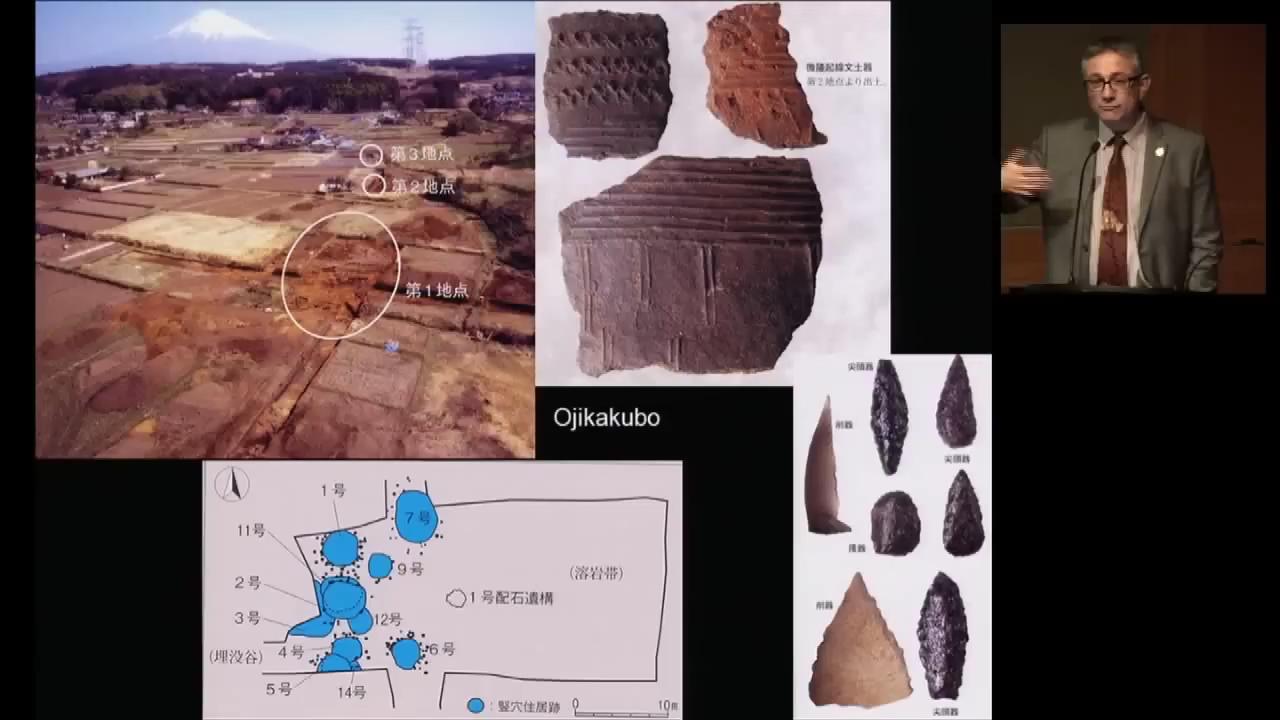 第3地点
第2地点
第1地点
微隆起線文土器
第2地点より出土
Ojikakubo
尖頭器
削器
尖頭器
掻器
削器
尖頭器
1号
7号
11号
9号
2号
(溶岩帯)
1号配石遺構
3号
12号
4号
6号
(埋没谷)
5号
14号
:竪穴住居跡
0
10m